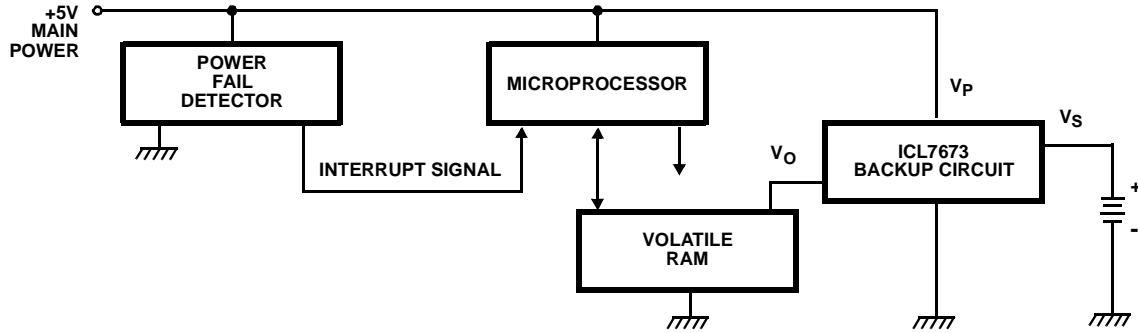 +5V
MAIN
POWER
POWER
FAIL
DETECTOR
MICROPROCESSOR
INTERRUPT SIGNAL
VP
VS
VO
ICL7673
BACKUP CIRCUIT
+
-
VOLATILE
RAM